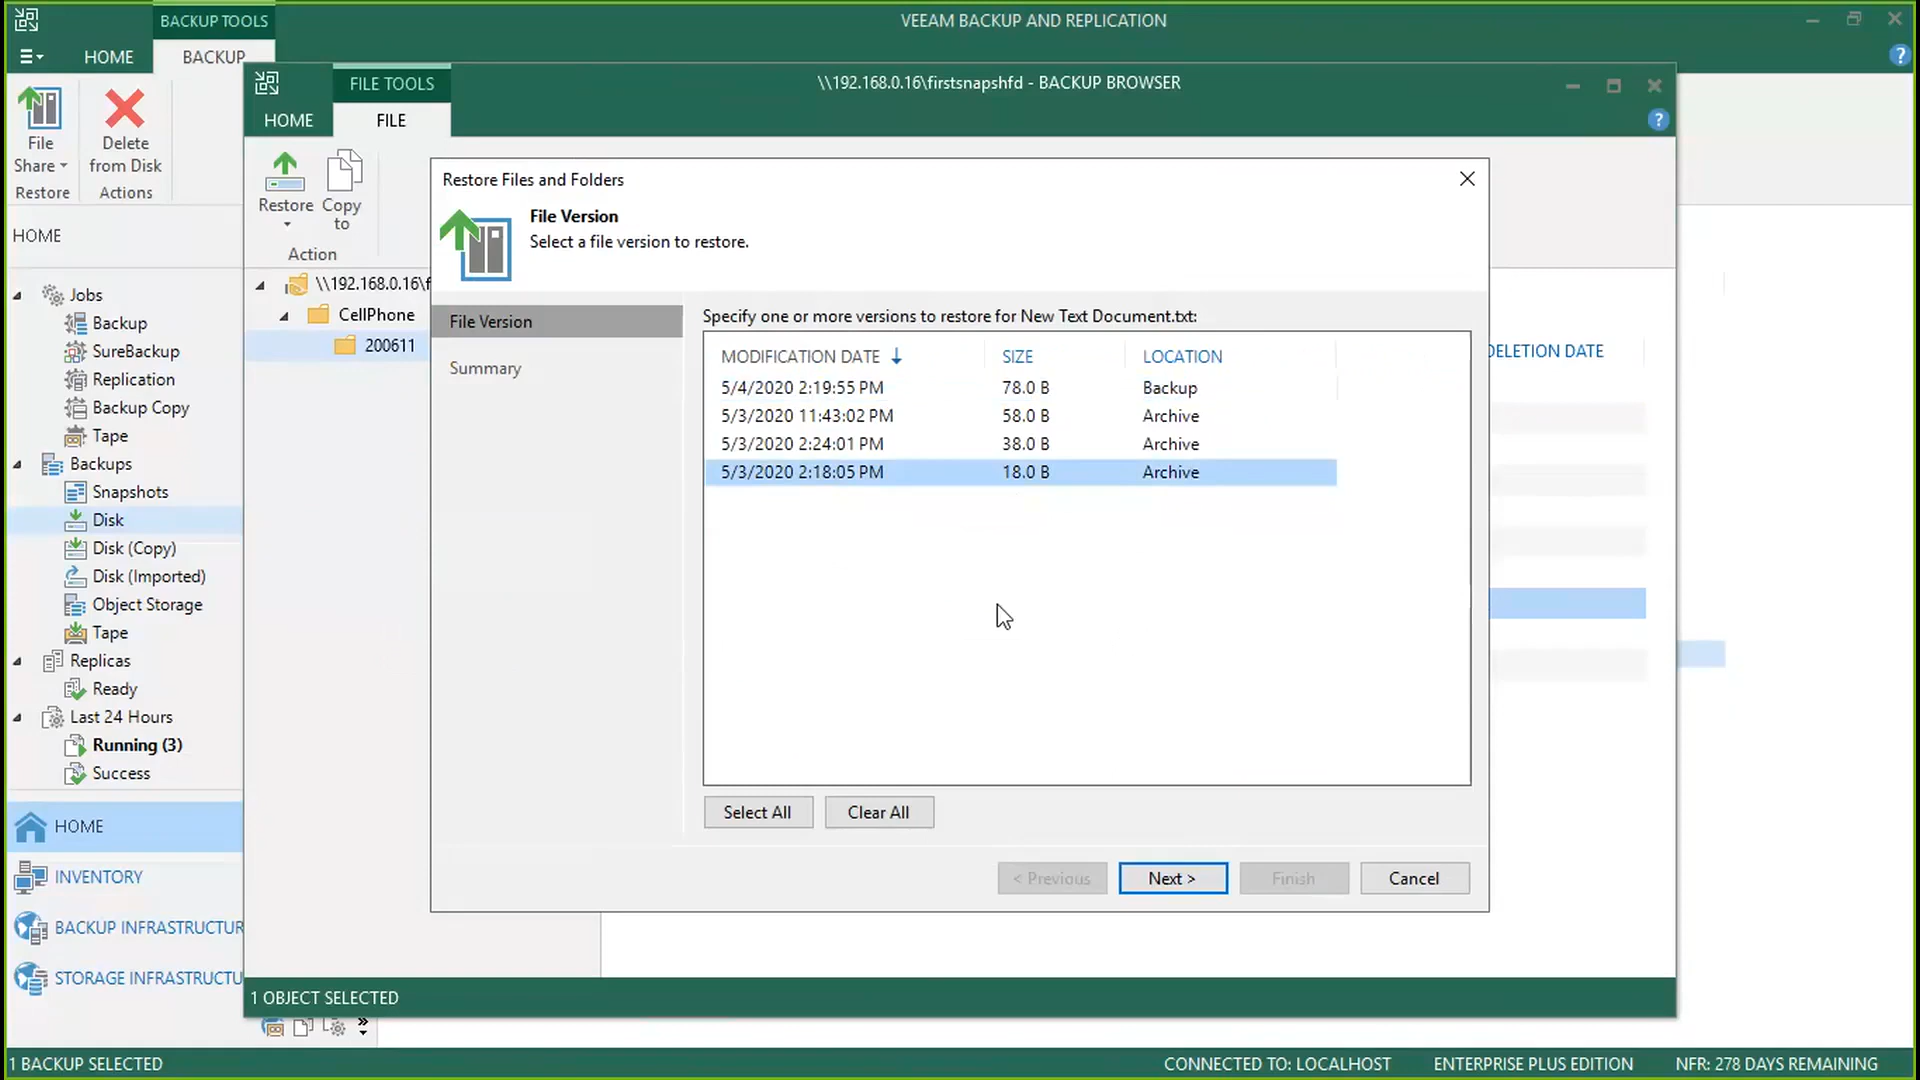 BACKUP TOOLS
VEEAM BACKUP AND REPLICATION
HOME
BACKUP
File Share
Restore
Delete from Disk
Actions
FILE TOOLS
\\192.168.0.16\firstsnapshfd - BACKUP BROWSER
HOME
FILE
?
?
Restore
Copy to
Action
HOME
Jobs
Backup
SureBackup
Replication
Backup Copy
Tape
Backups
Snapshots
Disk
Disk (Copy)
Disk (Imported)
Object Storage
Tape
Replicas
Ready
Last 24 Hours
Running (3)
Success
HOME
INVENTORY
BACKUP INFRASTRUCTUR
STORAGE INFRASTRUCTU
\\192.168.0.16\f
CellPhone
200611
Restore Files and Folders
File Version
Select a file version to restore.
File Version
Summary
Specify one or more versions to restore for New Text Document.txt:
MODIFICATION DATE SIZE LOCATION
5/4/2020 2:19:55 PM 78.0 B Backup
5/3/2020 11:43:02 PM 58.0 B Archive
5/3/2020 2:24:01 PM 38.0 B Archive
5/3/2020 2:18:05 PM 18.0 B Archive
DELETION DATE
Select All
Clear All
< Previous
Next >
Finish
Cancel
1 OBJECT SELECTED
1 BACKUP SELECTED
CONNECTED TO: LOCALHOST
ENTERPRISE PLUS EDITION
NFR: 278 DAYS REMAINING